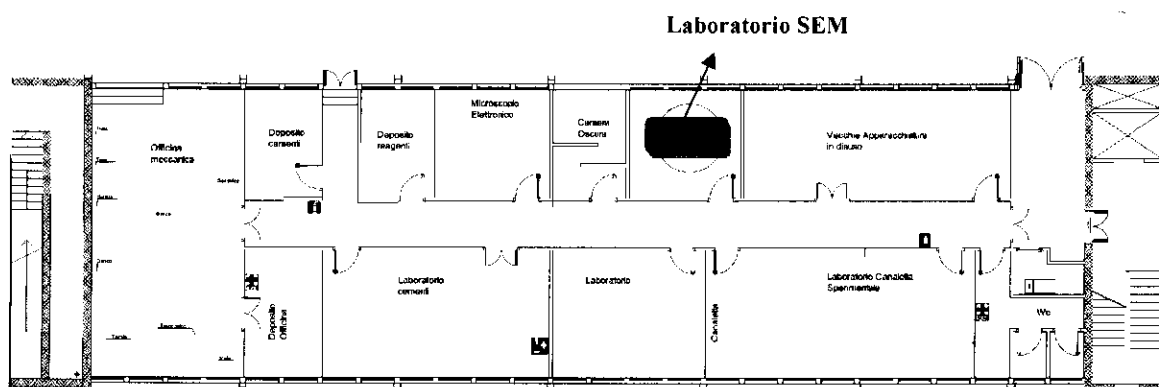 Laboratorio SEM
Microscopio
Elettronico
Camera
Oscura
Deposito
cementi
Deposito
reagenti
Vecchie Apparecchiature
in disuso
Officina
meccanica
Laboratorio
cementi
Laboratorio
Laboratorio Canaletta
Sperimentale
Canaletta
Deposito
Officina
Wc